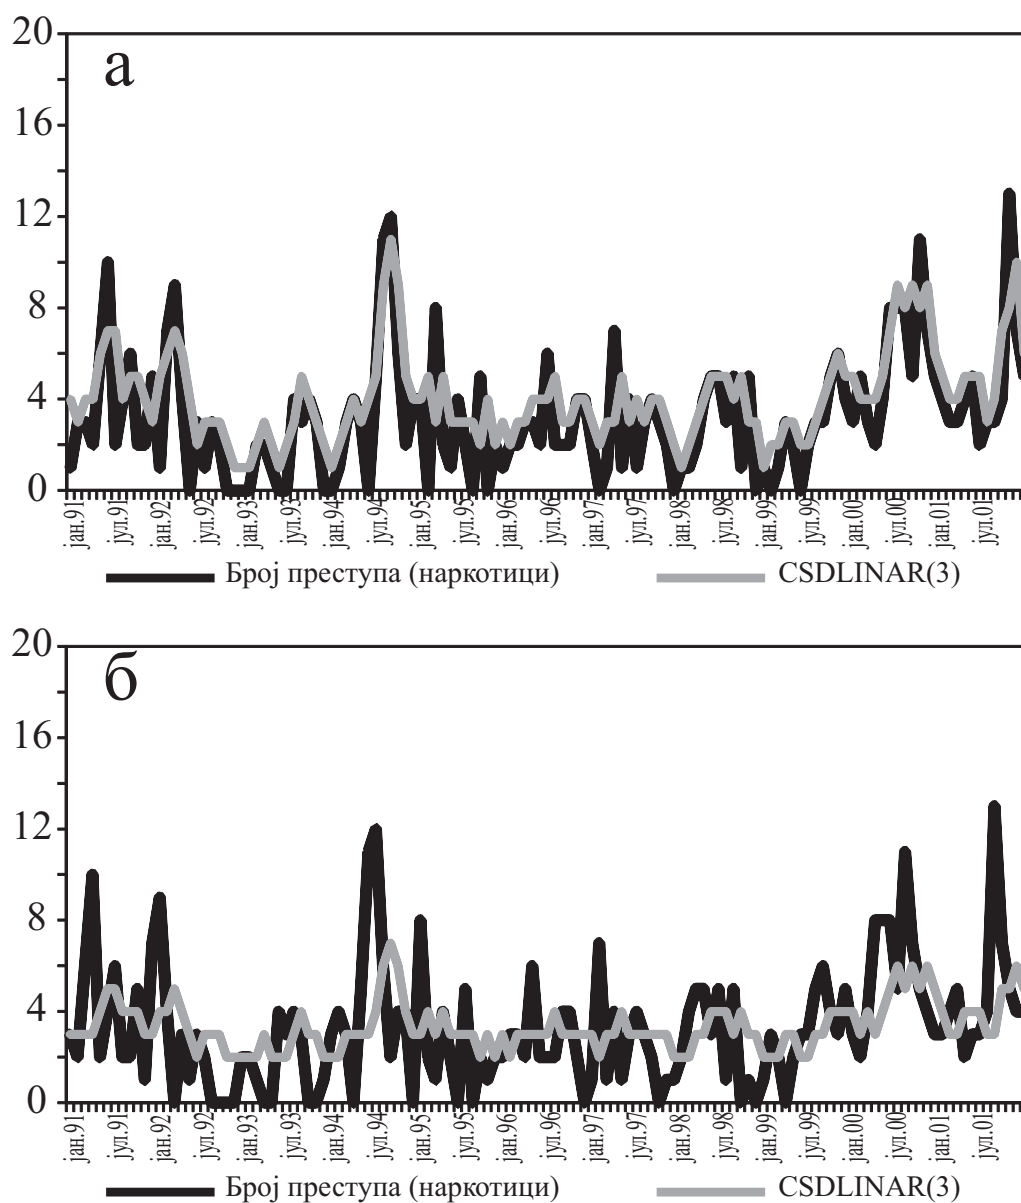 20
а
16
12
8
4
0
јан.91 јул.91 јан.92 јул.92 јан.93 јул.93 јан.94 јул.94 јан.95 јул.95 јан.96 јул.96 јан.97 јул.97 јан.98 јул.98 јан.99 јул.99 јан.00 јул.00 јан.01 јул.01
Број преступа (наркотици) CSDLINAR(3)
20
б
16
12
8
4
0
јан.91 јул.91 јан.92 јул.92 јан.93 јул.93 јан.94 јул.94 јан.95 јул.95 јан.96 јул.96 јан.97 јул.97 јан.98 јул.98 јан.99 јул.99 јан.00 јул.00 јан.01 јул.01
Број преступа (наркотици) CSDLINAR(3)